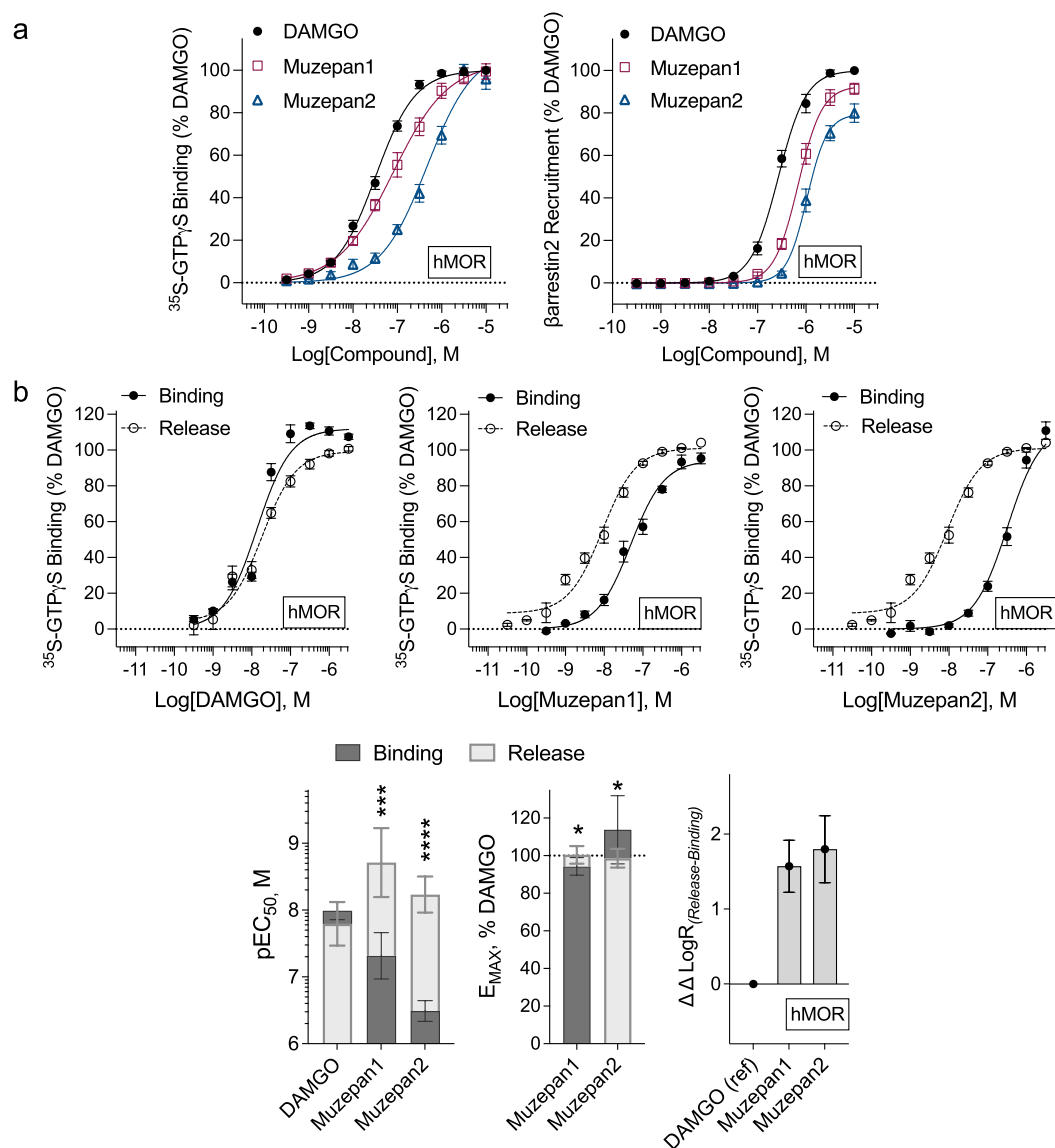 a
DAMGO
Muzepan1
Muzepan2
³⁵S-GTPγS Binding (% DAMGO)
100
80
60
40
20
0
hMOR
-10 -9 -8 -7 -6 -5
Log[Compound], M
DAMGO
Muzepan1
Muzepan2
βarrestin2 Recruitment (% DAMGO)
100
80
60
40
20
0
hMOR
-10 -9 -8 -7 -6 -5
Log[Compound], M
b
Binding
Release
³⁵S-GTPγS Binding (% DAMGO)
120
100
80
60
40
20
0
hMOR
-11 -10 -9 -8 -7 -6
Log[DAMGO], M
Binding
Release
³⁵S-GTPγS Binding (% DAMGO)
120
100
80
60
40
20
0
hMOR
-11 -10 -9 -8 -7 -6
Log[Muzepan1], M
Binding
Release
³⁵S-GTPγS Binding (% DAMGO)
120
100
80
60
40
20
0
hMOR
-11 -10 -9 -8 -7 -6
Log[Muzepan2], M
Binding Release
pEC₅₀, M
9
8
7
6
***
****
DAMGO
Muzepan1
Muzepan2
E_MAX, % DAMGO
120
100
80
60
40
20
0
*
*
Muzepan1
Muzepan2
Δ Δ LogR(Release-Binding)
2
1
0
hMOR
DAMGO (ref)
Muzepan1
Muzepan2